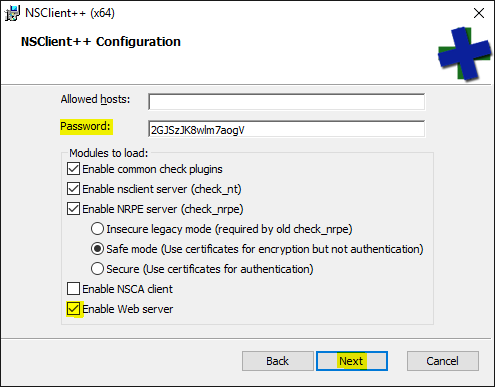 NSClient++ (x64)
NSClient++ Configuration
Allowed hosts:
Password: 2GJSzJK8wlm7aogV
Modules to load:
Enable common check plugins
Enable nsclient server (check_nt)
Enable NRPE server (check_nrpe)
Insecure legacy mode (required by old check_nrpe)
Safe mode (Use certificates for encryption but not authentication)
Secure (Use certificates for authentication)
Enable NSCA client
Enable Web server
Back Next Cancel